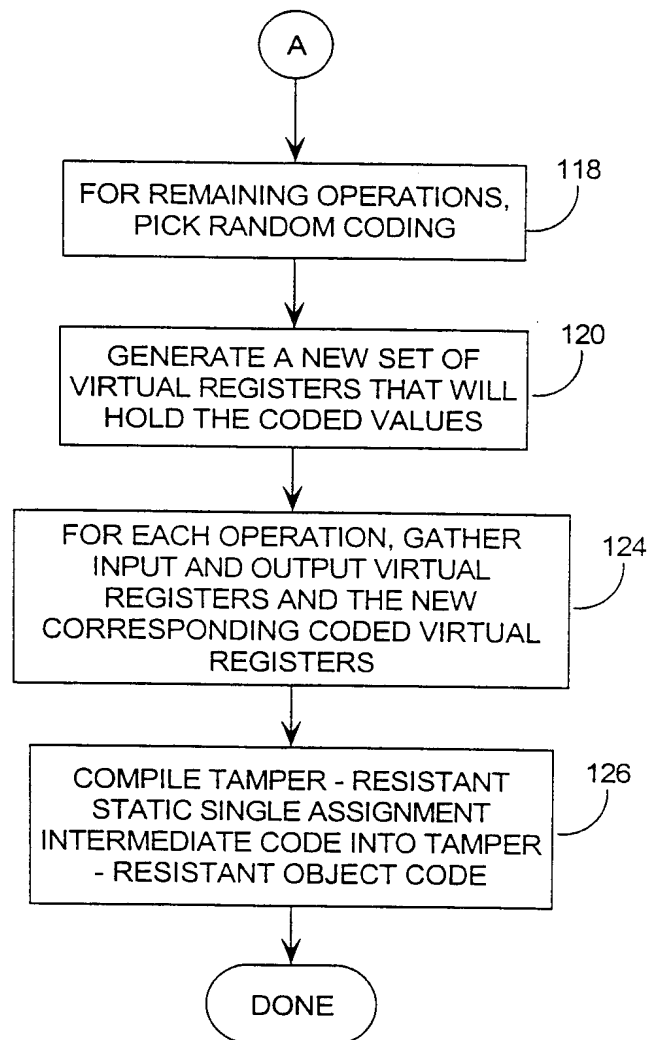 A
FOR REMAINING OPERATIONS,
PICK RANDOM CODING
118
GENERATE A NEW SET OF
VIRTUAL REGISTERS THAT WILL
HOLD THE CODED VALUES
120
FOR EACH OPERATION, GATHER
INPUT AND OUTPUT VIRTUAL
REGISTERS AND THE NEW
CORRESPONDING CODED VIRTUAL
REGISTERS
124
COMPILE TAMPER - RESISTANT
STATIC SINGLE ASSIGNMENT
INTERMEDIATE CODE INTO TAMPER
- RESISTANT OBJECT CODE
126
DONE